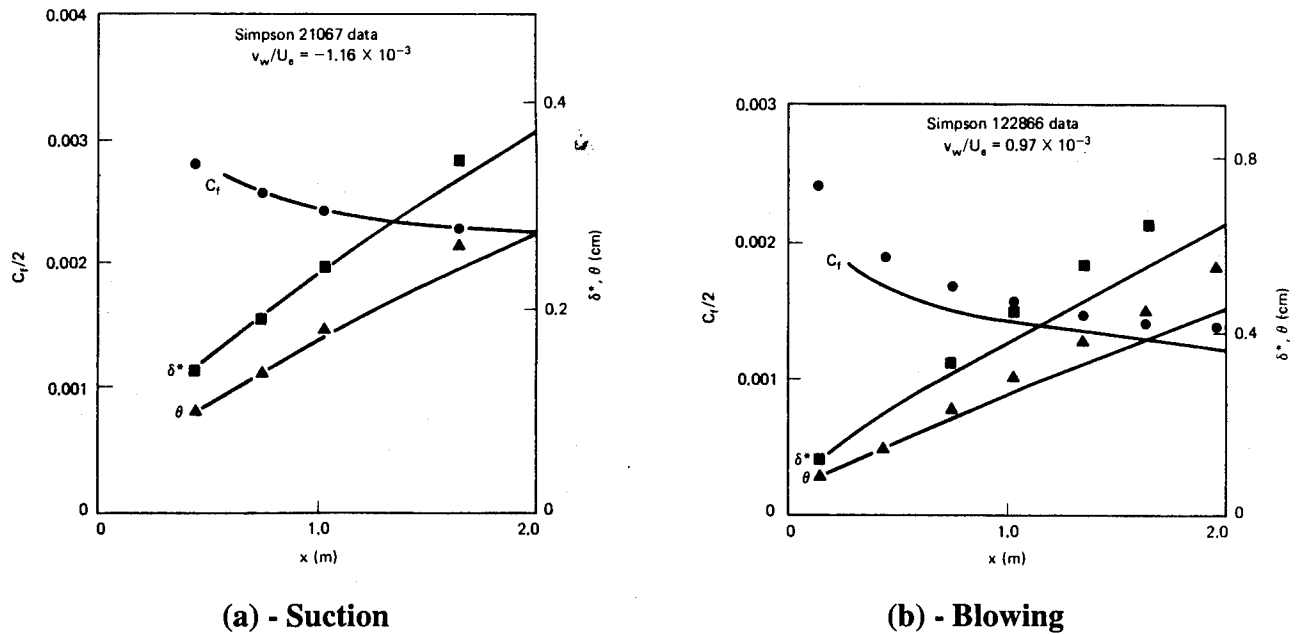 0.004
0.003
0.002
0.001
0
C_f/2
Simpson 21067 data
v_w/U_e = −1.16 × 10⁻³
C_f
δ*
θ
0.4
0.2
0
δ*, θ (cm)
0
1.0
2.0
x (m)
(a) - Suction
0.003
0.002
0.001
0
C_f/2
Simpson 122866 data
v_w/U_e = 0.97 × 10⁻³
C_f
δ*
θ
0.8
0.4
0
δ*, θ (cm)
0
1.0
2.0
x (m)
(b) - Blowing